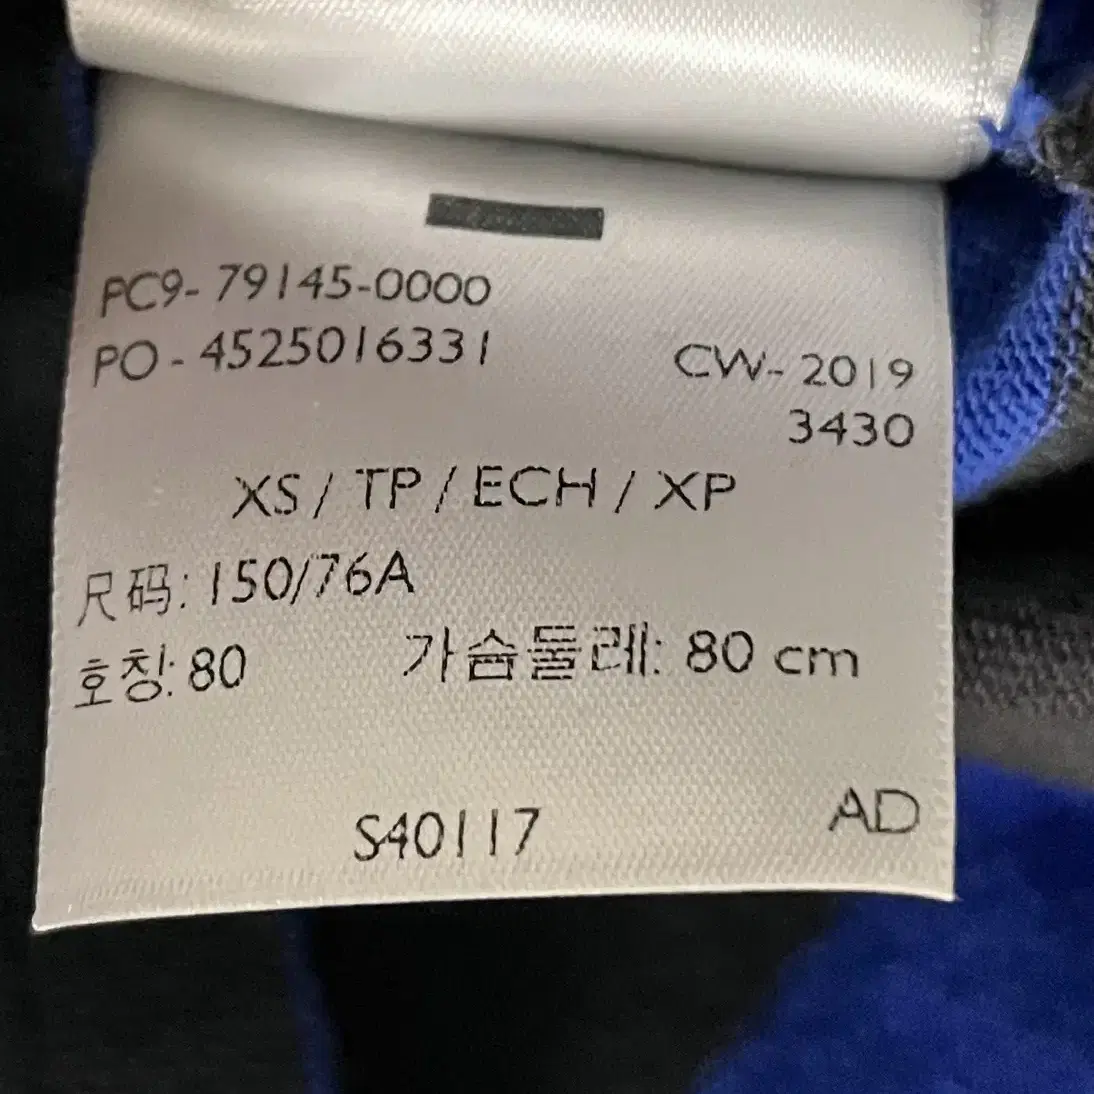 PC9-79145-0000
PO-4525016331
CW-2019
3430
XS / TP / ECH / XP
尺码: 150/76A
호칭: 80 가슴둘레: 80 cm
S40117 AD